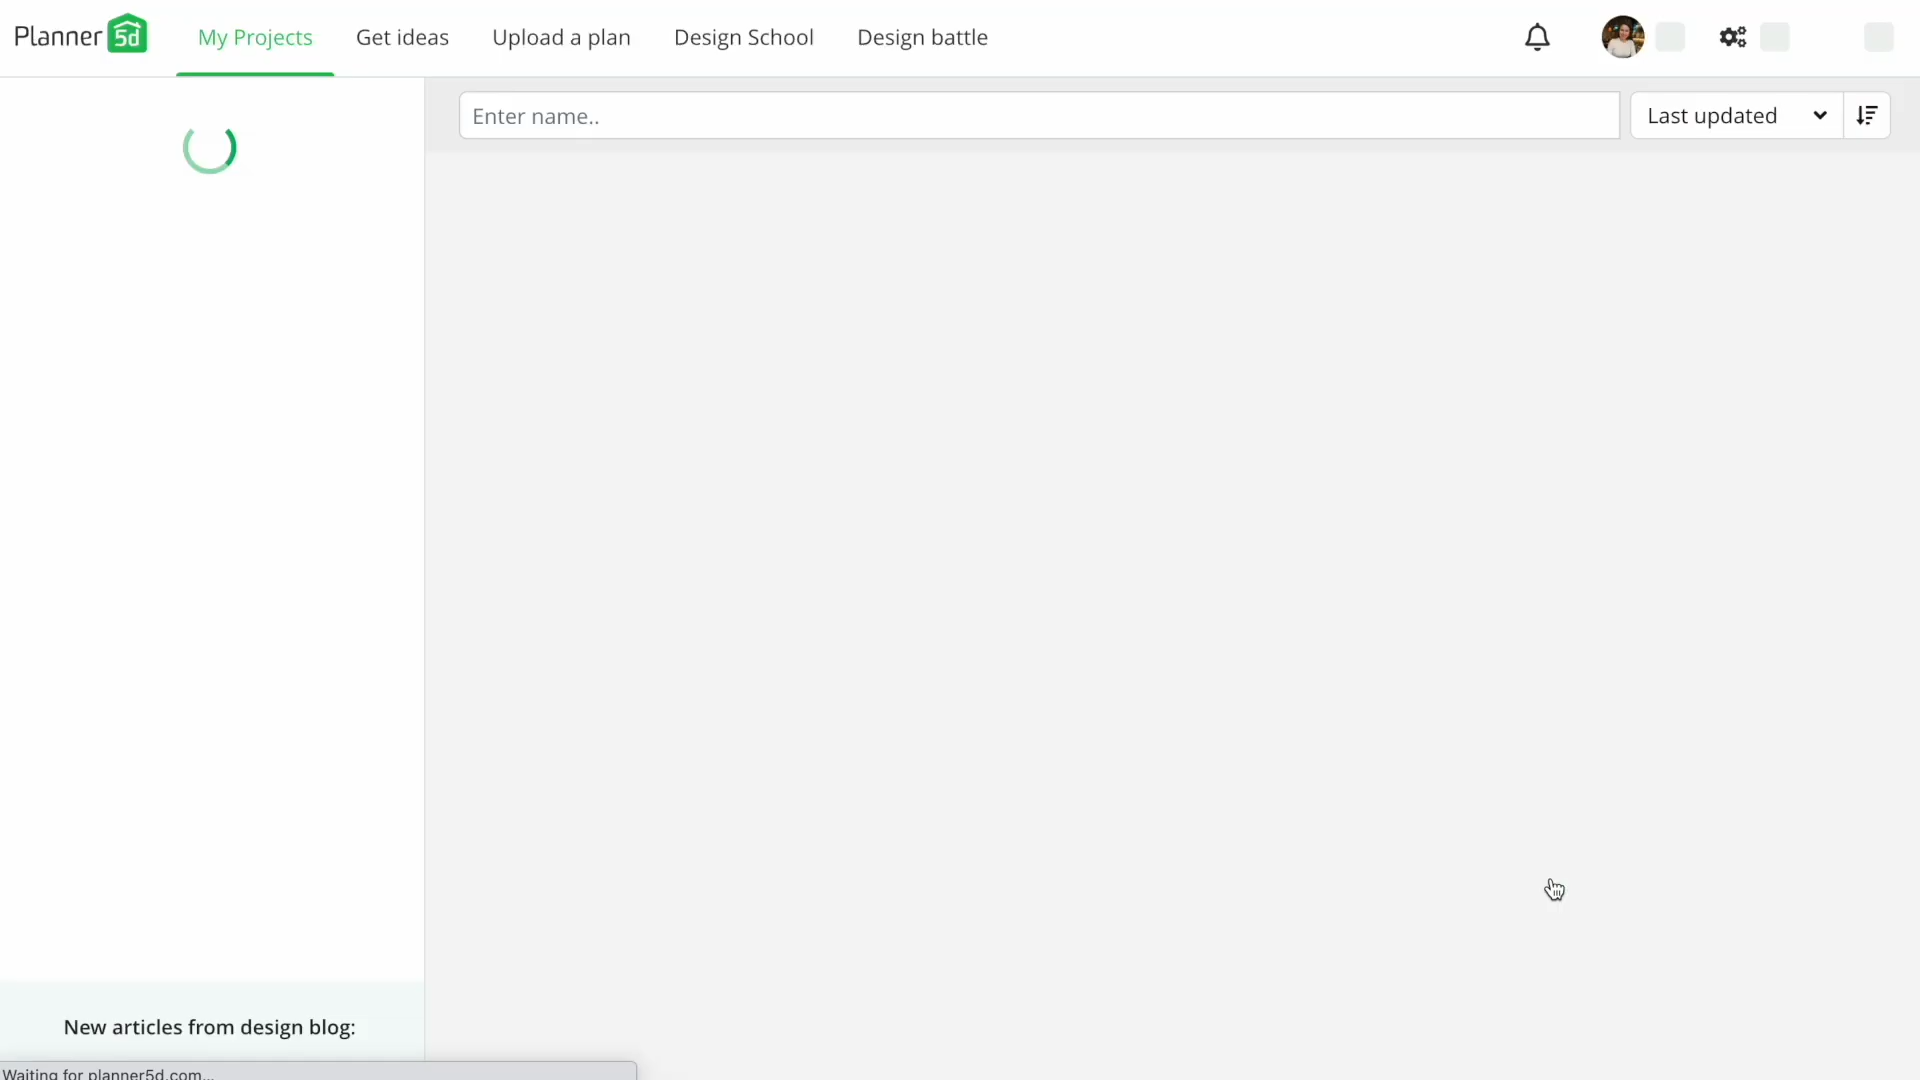 Planner 5d
My Projects
Get ideas
Upload a plan
Design School
Design battle
Enter name..
Last updated
New articles from design blog:
Waiting for planner5d.com...